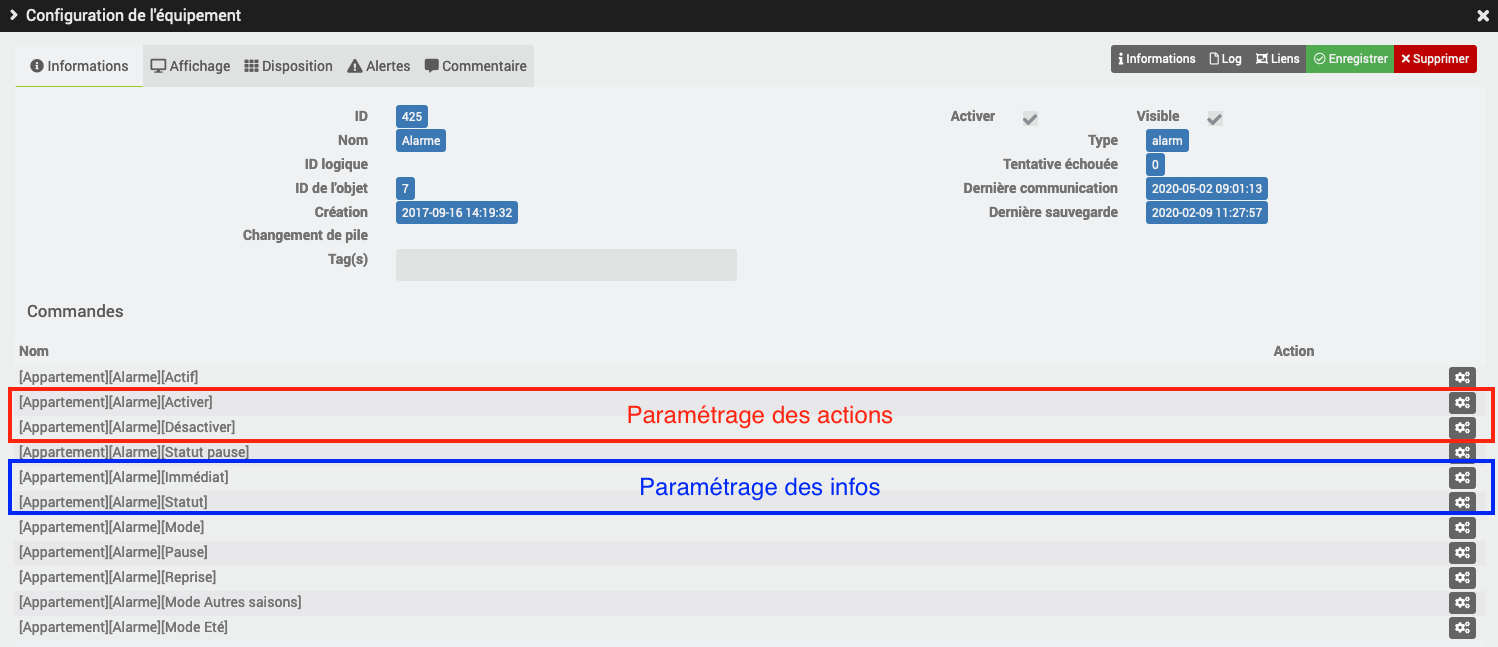 Configuration de l'équipement
Informations Affichage Disposition Alertes Commentaire
Informations Log Liens Enregistrrer Supprimer
ID 425
Nom Alarme
ID logique
ID de l'objet 7
Création 2017-09-16 14:19:32
Changement de pile
Tag(s)
Activer Visible
Type alarm
Tentative échouée 0
Dernière communication 2020-05-02 09:01:13
Dernière sauvegarde 2020-02-09 11:27:57
Commandes
Nom Action
[Appartement][Alarme][Actif]
[Appartement][Alarme][Activer]
Paramétrage des actions
[Appartement][Alarme][Désactiver]
[Appartement][Alarme][Statut pause]
[Appartement][Alarme][Immédiat]
Paramétrage des infos
[Appartement][Alarme][Statut]
[Appartement][Alarme][Mode]
[Appartement][Alarme][Pause]
[Appartement][Alarme][Reprise]
[Appartement][Alarme][Mode Autres saisons]
[Appartement][Alarme][Mode Eté]